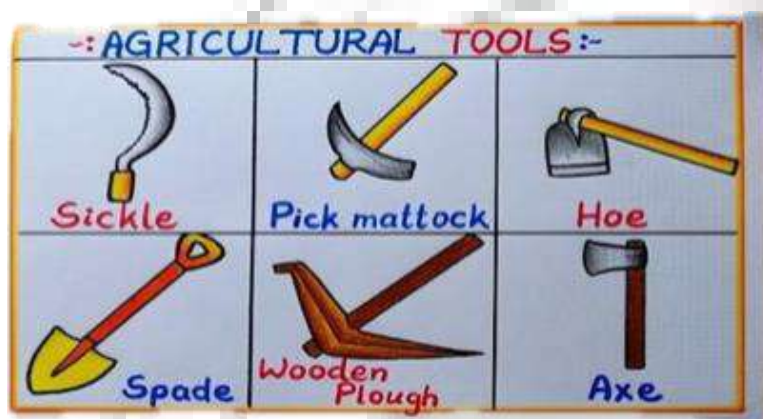 -: AGRICULTURAL TOOLS :-
Sickle
Pick mattock
Hoe
Spade
Wooden
Plough
Axe